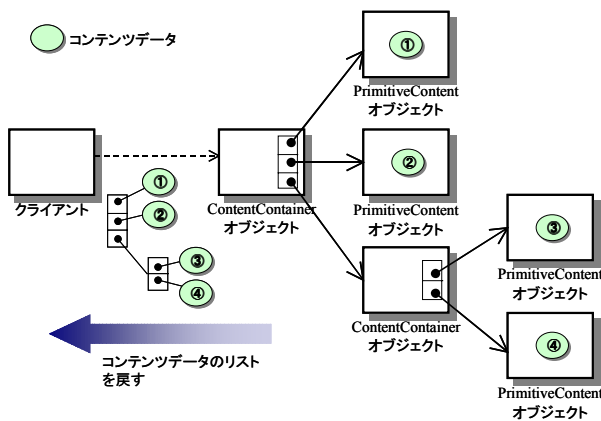 コンテンツデータ
①
PrimitiveContent
オブジェクト
②
PrimitiveContent
オブジェクト
クライアント
ContentContainer
オブジェクト
①
②
③
④
③
PrimitiveContent
オブジェクト
ContentContainer
オブジェクト
④
PrimitiveContent
オブジェクト
コンテンツデータのリスト
を戻す